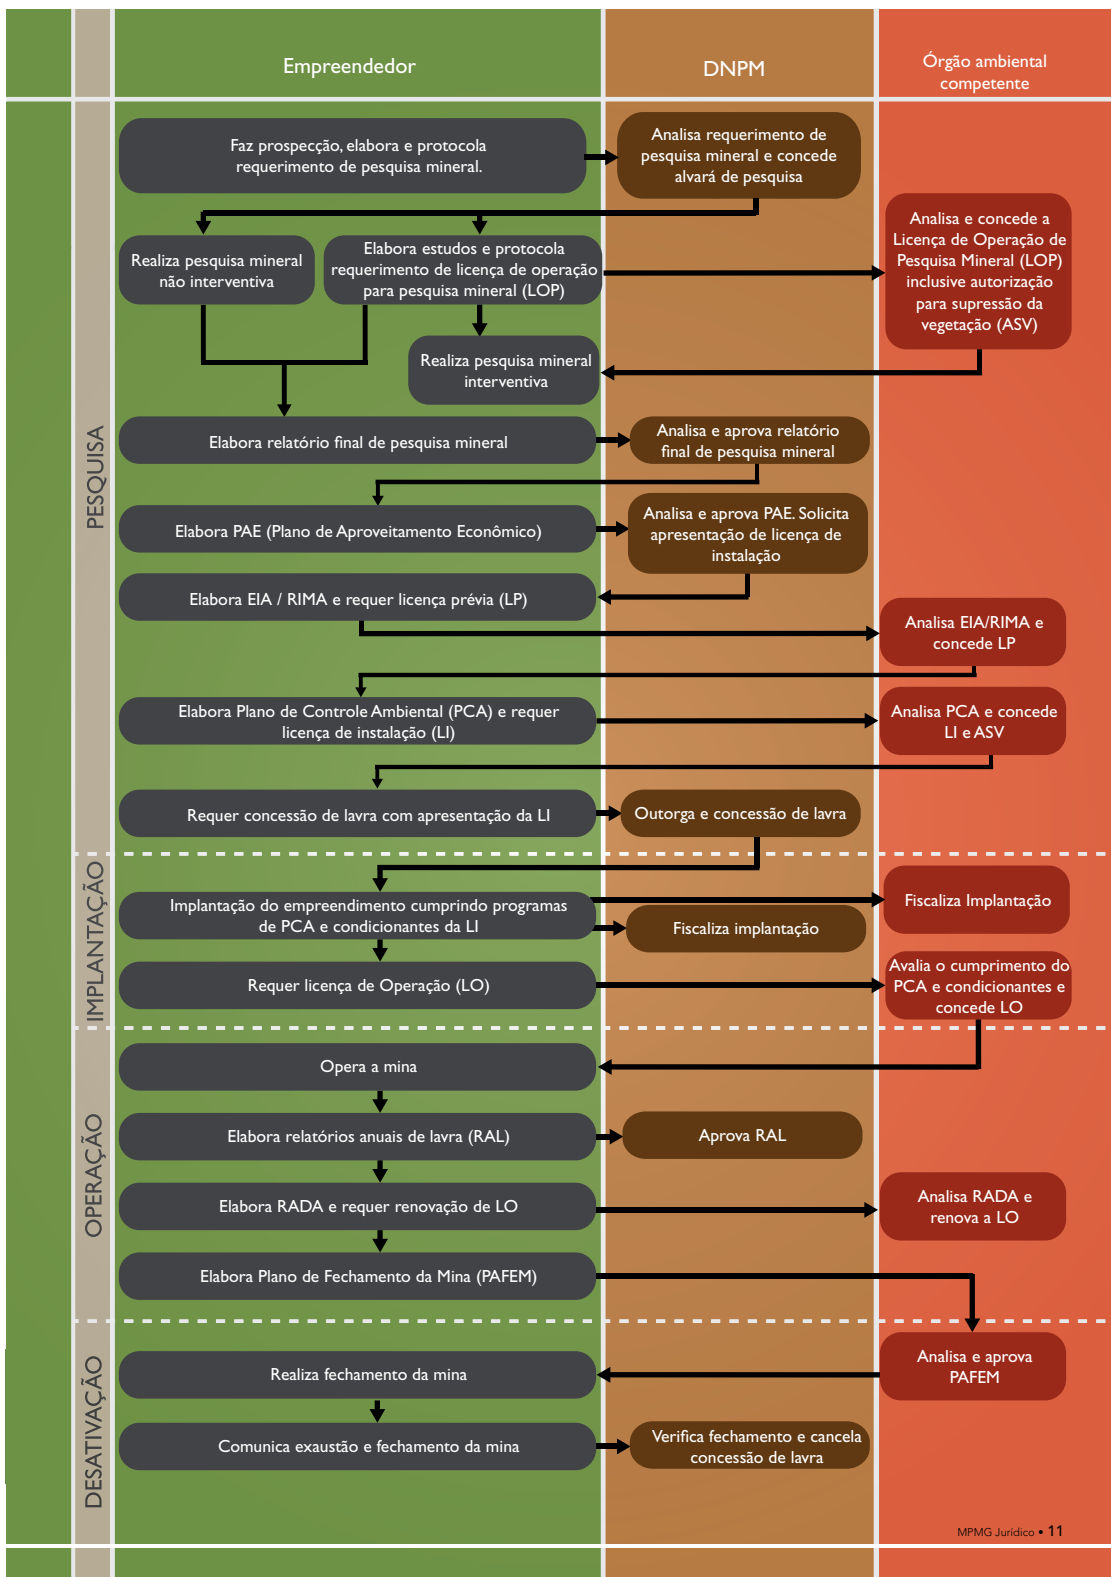 Empreendedor
DNPM
Órgão ambiental
competente
PESQUISA
Faz prospecção, elabora e protocola
requerimento de pesquisa mineral.
Analisa requerimento de
pesquisa mineral e concede
alvará de pesquisa
Realiza pesquisa mineral
não interventiva
Elabora estudos e protocola
requerimento de licença de operação
para pesquisa mineral (LOP)
Analisa e concede a
Licença de Operação de
Pesquisa Mineral (LOP)
inclusive autorização
para supressão da
vegetação (ASV)
Realiza pesquisa mineral
interventiva
Elabora relatório final de pesquisa mineral
Analisa e aprova relatório
final de pesquisa mineral
Elabora PAE (Plano de Aproveitamento Econômico)
Analisa e aprova PAE. Solicita
apresentação de licença de
instalação
Elabora EIA / RIMA e requer licença prévia (LP)
Analisa EIA/RIMA e
concede LP
Elabora Plano de Controle Ambiental (PCA) e requer
licença de instalação (LI)
Analisa PCA e concede
LI e ASV
Requer concessão de lavra com apresentação da LI
Outorga e concessão de lavra
IMPLANTAÇÃO
Implantação do empreendimento cumprindo programas
de PCA e condicionantes da LI
Fiscaliza implantação
Fiscaliza Implantação
Requer licença de Operação (LO)
Avalia o cumprimento do
PCA e condicionantes e
concede LO
OPERAÇÃO
Opera a mina
Elabora relatórios anuais de lavra (RAL)
Aprova RAL
Elabora RADA e requer renovação de LO
Analisa RADA e
renova a LO
Elabora Plano de Fechamento da Mina (PAFEM)
DESATIVAÇÃO
Analisa e aprova
PAFEM
Realiza fechamento da mina
Comunica exaustão e fechamento da mina
Verifica fechamento e cancela
concessão de lavra
MPMG Jurídico • 11